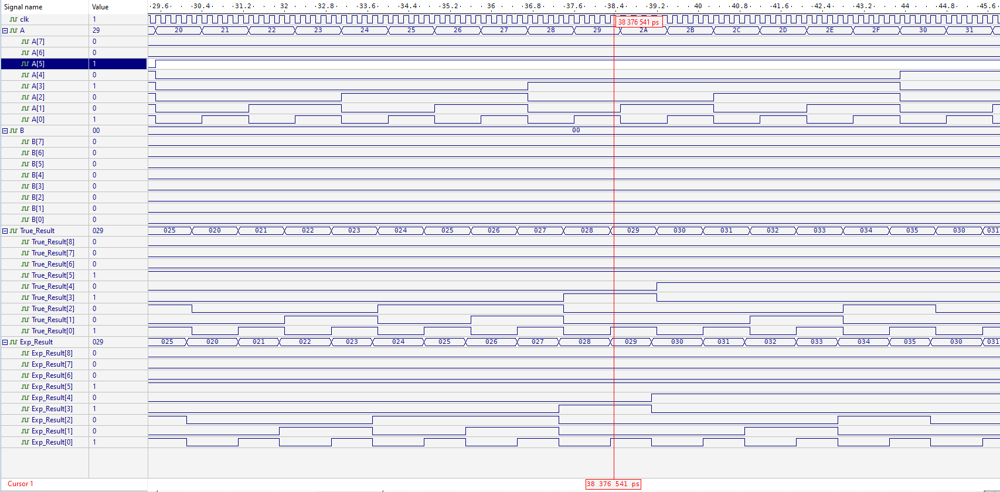 Signal name Value ·29.6· · ·30.4· · ·31.2· · · 32 · · ·32.8· · ·33.6· · ·34.4· · ·35.2· · · 36 · · ·36.8· · ·37.6· · ·38.4· · ·39.2· · · 40 · · ·40.8· · ·41.6· · ·42.4· · ·43.2· · · 44 · · ·44.8· · ·45.6·
clk 1 38 376 541 ps
A 29 20 21 22 23 24 25 26 27 28 29 2A 2B 2C 2D 2E 2F 30 31
A[7] 0
A[6] 0
A[5] 1
A[4] 0
A[3] 1
A[2] 0
A[1] 0
A[0] 1
B 00 00
B[7] 0
B[6] 0
B[5] 0
B[4] 0
B[3] 0
B[2] 0
B[1] 0
B[0] 0
True_Result 029 025 020 021 022 023 024 025 026 027 028 029 030 031 032 033 034 035 030 031
True_Result[8] 0
True_Result[7] 0
True_Result[6] 0
True_Result[5] 1
True_Result[4] 0
True_Result[3] 1
True_Result[2] 0
True_Result[1] 0
True_Result[0] 1
Exp_Result 029 025 020 021 022 023 024 025 026 027 028 029 030 031 032 033 034 035 030 031
Exp_Result[8] 0
Exp_Result[7] 0
Exp_Result[6] 0
Exp_Result[5] 1
Exp_Result[4] 0
Exp_Result[3] 1
Exp_Result[2] 0
Exp_Result[1] 0
Exp_Result[0] 1
Cursor 1 38 376 541 ps